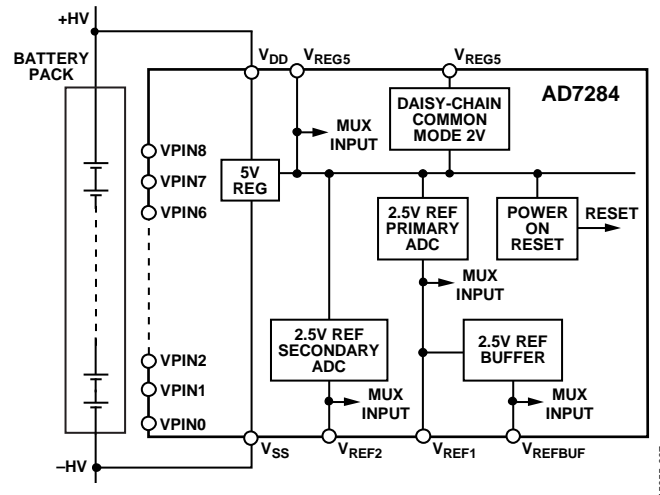 +HV
BATTERY
PACK
VDD
VREG5
VREG5
AD7284
DAISY-CHAIN
COMMON
MODE 2V
MUX
INPUT
VPIN8
VPIN7
VPIN6
5V
REG
2.5V REF
PRIMARY
ADC
POWER
ON
RESET
RESET
MUX
INPUT
2.5V REF
SECONDARY
ADC
2.5V REF
BUFFER
VPIN2
VPIN1
VPIN0
MUX
INPUT
MUX
INPUT
–HV
VSS
VREF2
VREF1
VREFBUF